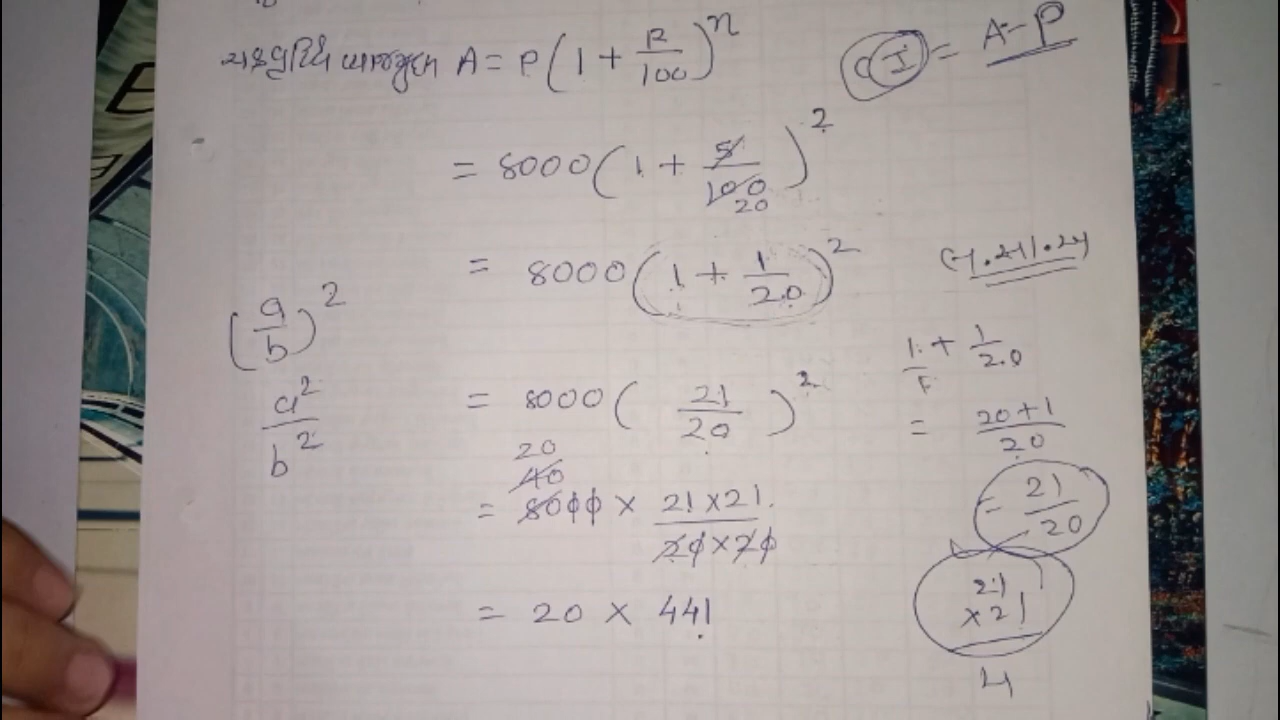 A = P(1 + R/100)^n
CI = A-P
= 8000(1 + 5/100)^2
20
= 8000(1 + 1/20)^2
(a/b)^2
a^2/b^2
= 8000(21/20)^2
20
40
= 8000 × 21×21/20×20
= 20 × 441
લ.સા.અ
1/1 + 1/20
= 20+1/20
= 21/20
21
×21